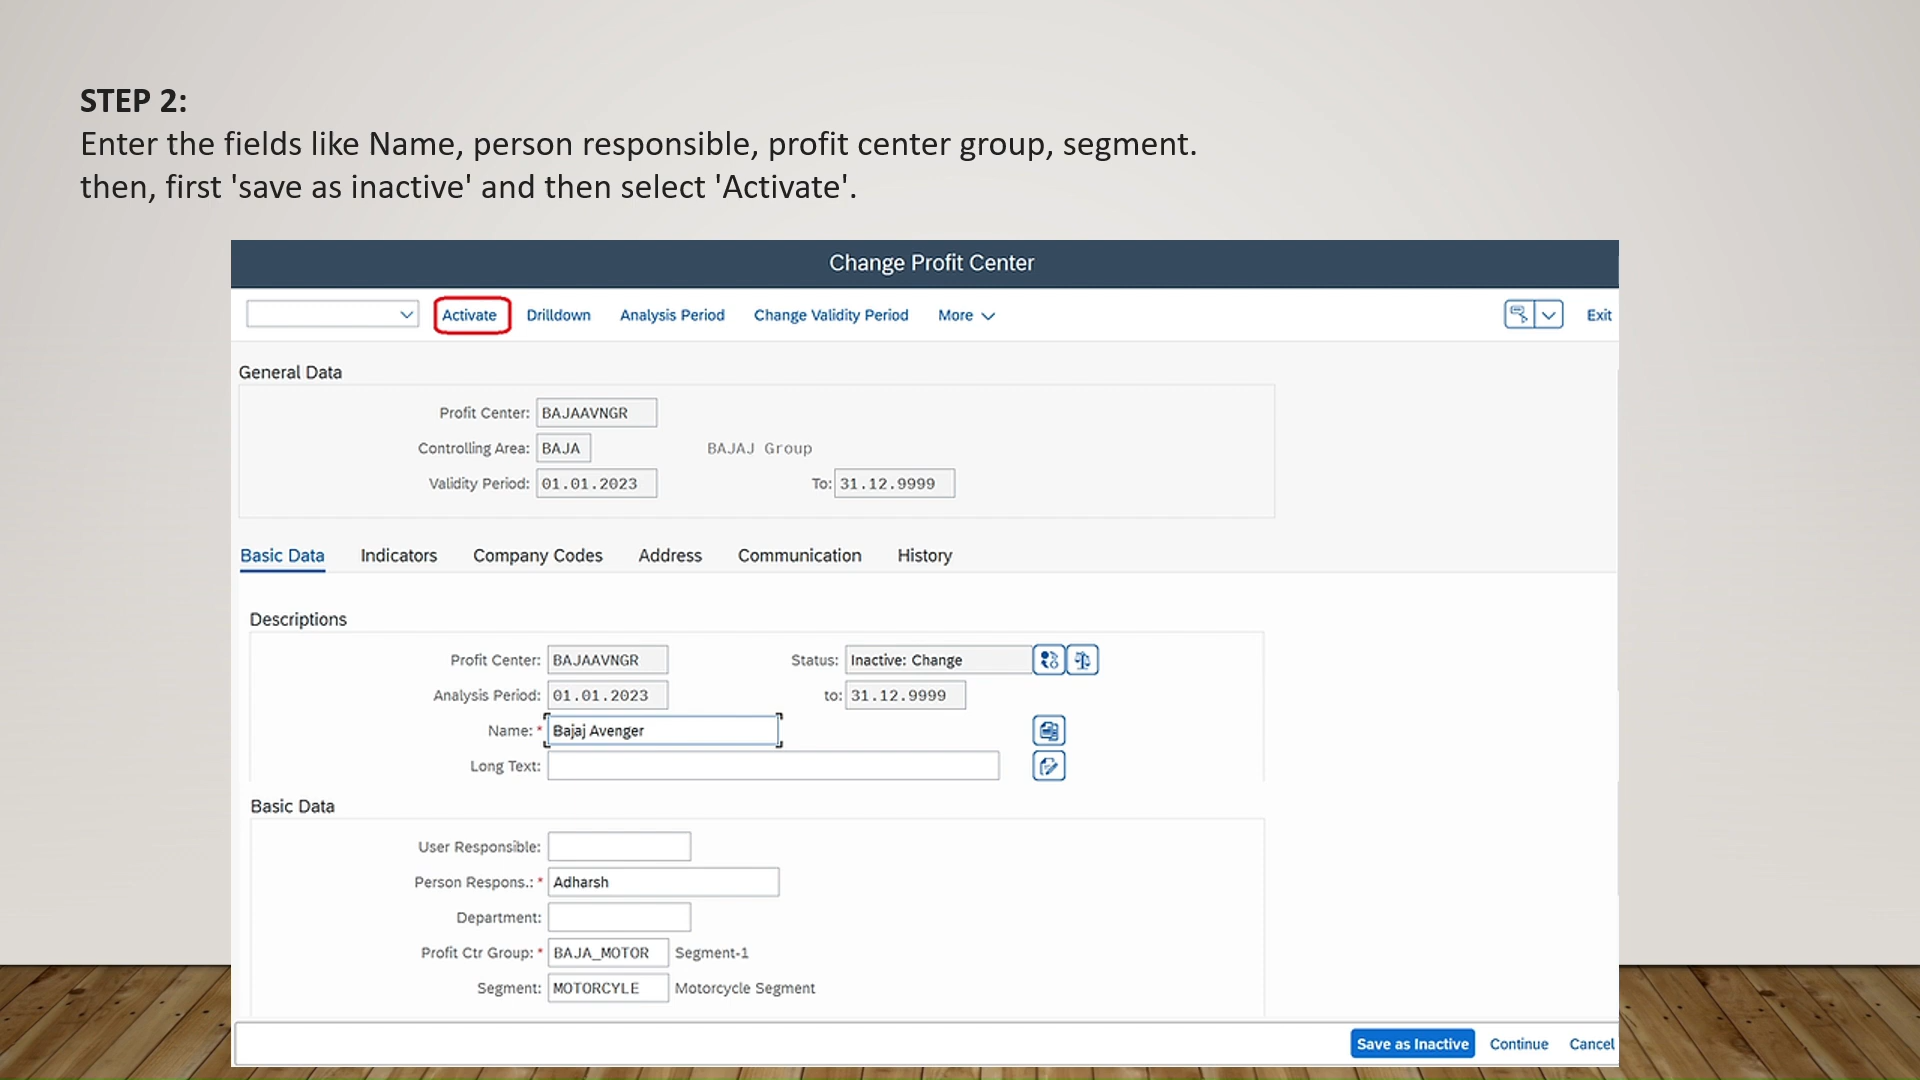 STEP 2:
Enter the fields like Name, person responsible, profit center group, segment.
then, first 'save as inactive' and then select 'Activate'.
Change Profit Center
Activate Drilldown Analysis Period Change Validity Period More Exit
General Data
Profit Center: BAJAAVNGR
Controlling Area: BAJA BAJAJ Group
Validity Period: 01.01.2023 To: 31.12.9999
Basic Data Indicators Company Codes Address Communication History
Descriptions
Profit Center: BAJAAVNGR Status: Inactive: Change
Analysis Period: 01.01.2023 to: 31.12.9999
Name: * Bajaj Avenger
Long Text:
Basic Data
User Responsible:
Person Respons.: * Adharsh
Department:
Profit Ctr Group: * BAJA_MOTOR Segment-1
Segment: MOTORCYLE Motorcycle Segment
Save as Inactive Continue Cancel